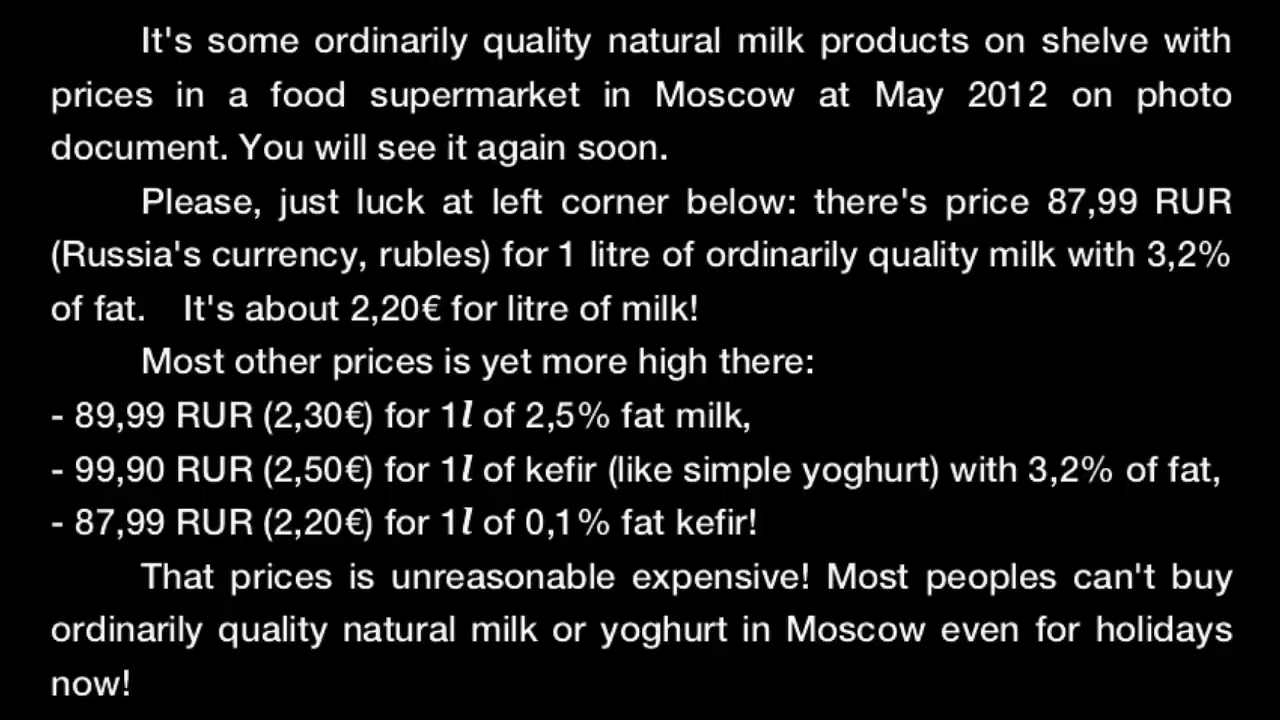 It's some ordinarily quality natural milk products on shelve with
prices in a food supermarket in Moscow at May 2012 on photo
document. You will see it again soon.
Please, just luck at left corner below: there's price 87,99 RUR
(Russia's currency, rubles) for 1 litre of ordinarily quality milk with 3,2%
of fat. It's about 2,20€ for litre of milk!
Most other prices is yet more high there:
- 89,99 RUR (2,30€) for 1l of 2,5% fat milk,
- 99,90 RUR (2,50€) for 1l of kefir (like simple yoghurt) with 3,2% of fat,
- 87,99 RUR (2,20€) for 1l of 0,1% fat kefir!
That prices is unreasonable expensive! Most peoples can't buy
ordinarily quality natural milk or yoghurt in Moscow even for holidays
now!